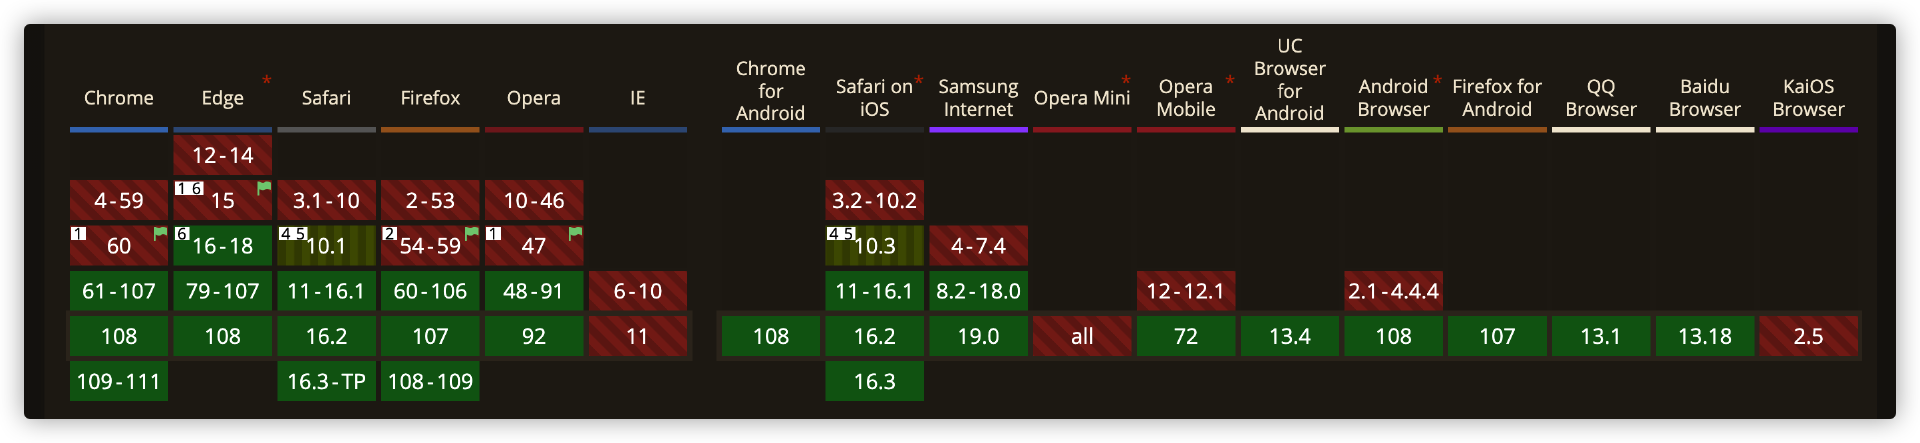 Chrome Edge * Safari Firefox Opera IE Chrome for Android Safari on iOS * Samsung Internet Opera Mini * Opera Mobile * UC Browser for Android Android Browser * Firefox for Android QQ Browser Baidu Browser KaiOS Browser
12-14
4-59 1 6 15 3.1-10 2-53 10-46 3.2-10.2
1 60 6 16-18 4 5 10.1 2 54-59 1 47 4 5 10.3 4-7.4
61-107 79-107 11-16.1 60-106 48-91 6-10 11-16.1 8.2-18.0 12-12.1 2.1-4.4.4
108 108 16.2 107 92 11 108 16.2 19.0 all 72 13.4 108 107 13.1 13.18 2.5
109-111 16.3-TP 108-109 16.3